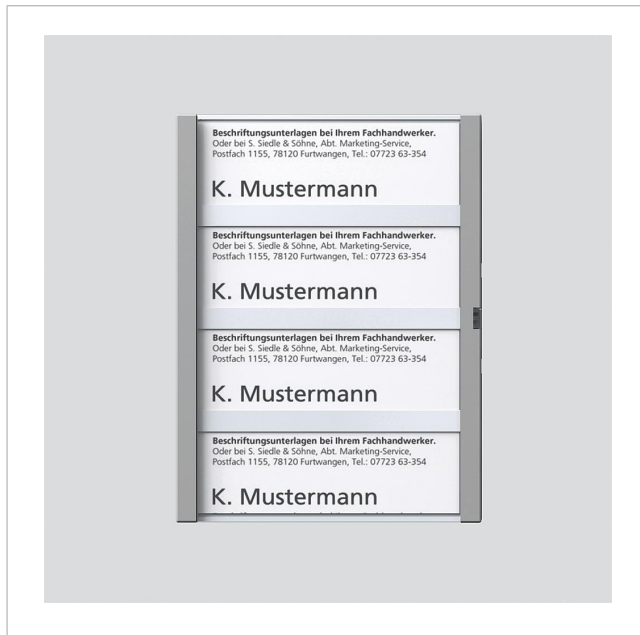 Beschriftungsunterlagen bei Ihrem Fachhandwerker.
Oder bei S. Siedle & Söhne, Abt. Marketing-Service,
Postfach 1155, 78120 Furtwangen, Tel.: 07723 63-354
K. Mustermann
Beschriftungsunterlagen bei Ihrem Fachhandwerker.
Oder bei S. Siedle & Söhne, Abt. Marketing-Service,
Postfach 1155, 78120 Furtwangen, Tel.: 07723 63-354
K. Mustermann
Beschriftungsunterlagen bei Ihrem Fachhandwerker.
Oder bei S. Siedle & Söhne, Abt. Marketing-Service,
Postfach 1155, 78120 Furtwangen, Tel.: 07723 63-354
K. Mustermann
Beschriftungsunterlagen bei Ihrem Fachhandwerker.
Oder bei S. Siedle & Söhne, Abt. Marketing-Service,
Postfach 1155, 78120 Furtwangen, Tel.: 07723 63-354
K. Mustermann